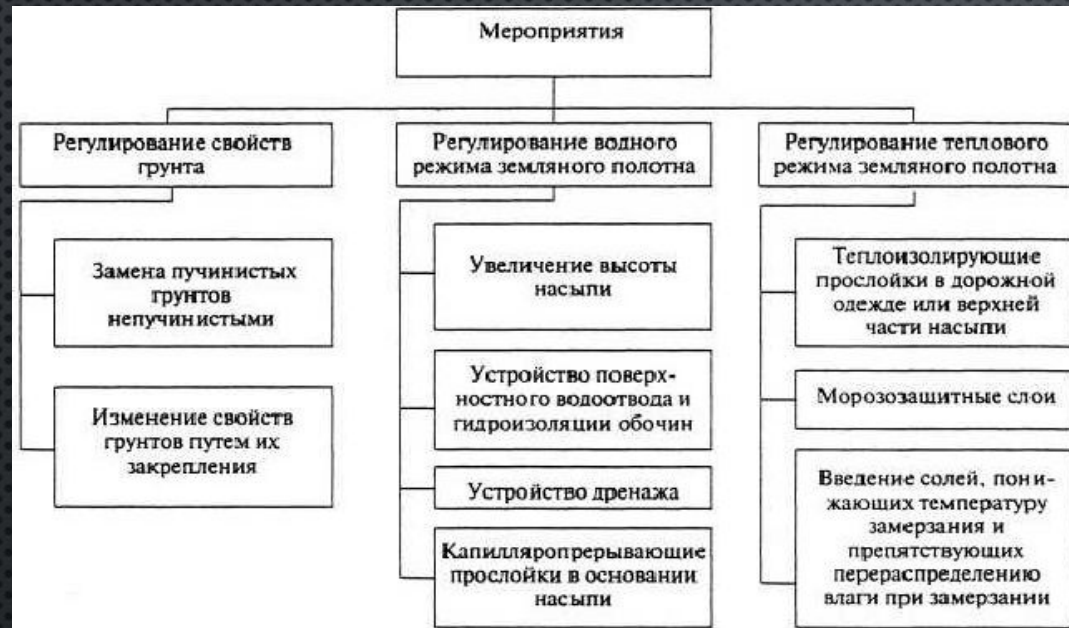 Мероприятия
Регулирование свойств
грунта
Замена пучинистых
грунтов
непучинистыми
Изменение свойств
грунтов путем их
закрепления
Регулирование водного
режима земляного полотна
Увеличение высоты
насыпи
Устройство поверх-
ностного водоотвода и
гидроизоляции обочин
Устройство дренажа
Капилляропрерывающие
прослойки в основании
насыпи
Регулирование теплового
режима земляного полотна
Теплоизолирующие
прослойки в дорожной
одежде или верхней
части насыпи
Морозозащитные слои
Введение солей, пони-
жающих температуру
замерзания и
препятствующих
перераспределению
влаги при замерзании